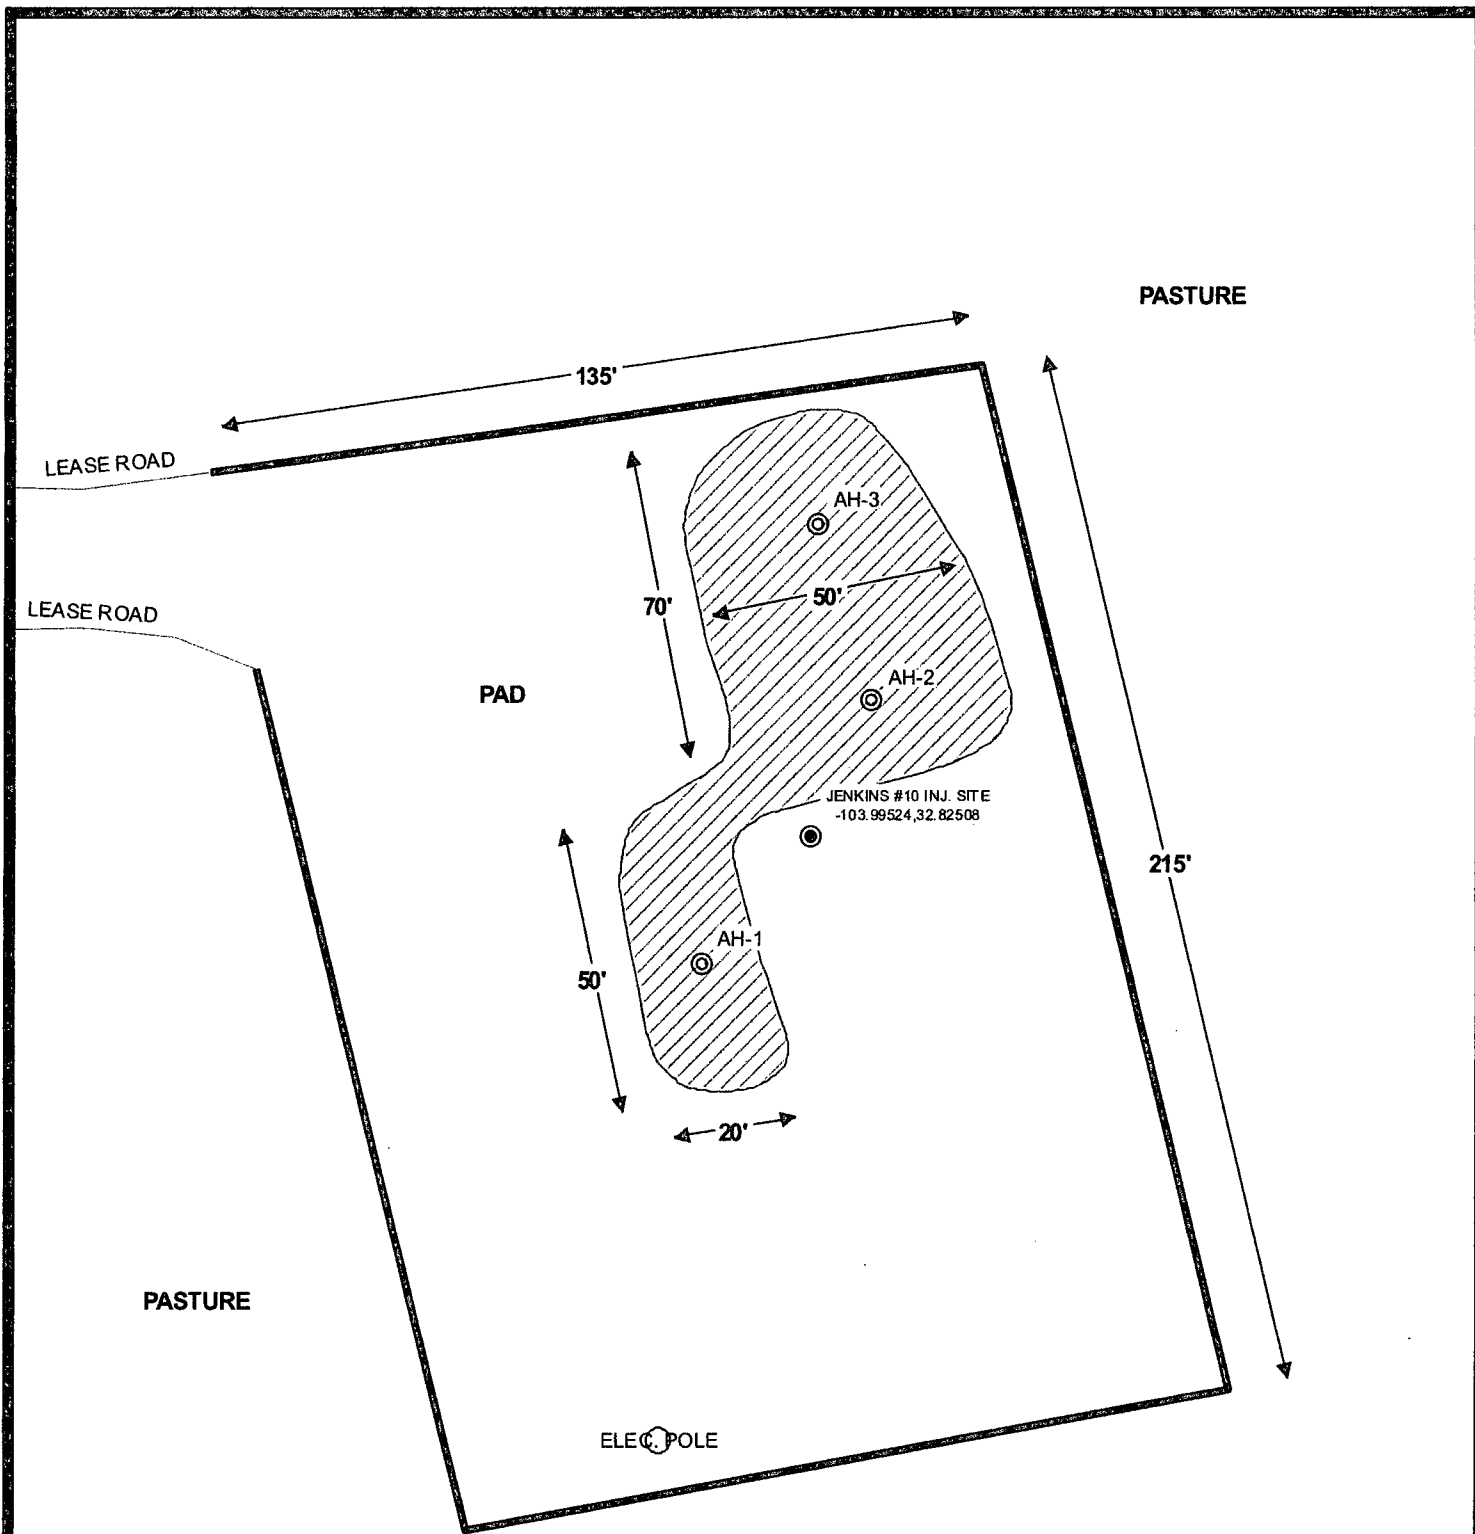 PASTURE
135'
LEASE ROAD
AH-3
50'
70'
LEASE ROAD
AH-2
PAD
JENKINS #10 INJ. SITE
-103.99524,32.82508
215'
AH-1
50'
20'
PASTURE
ELEC. POLE